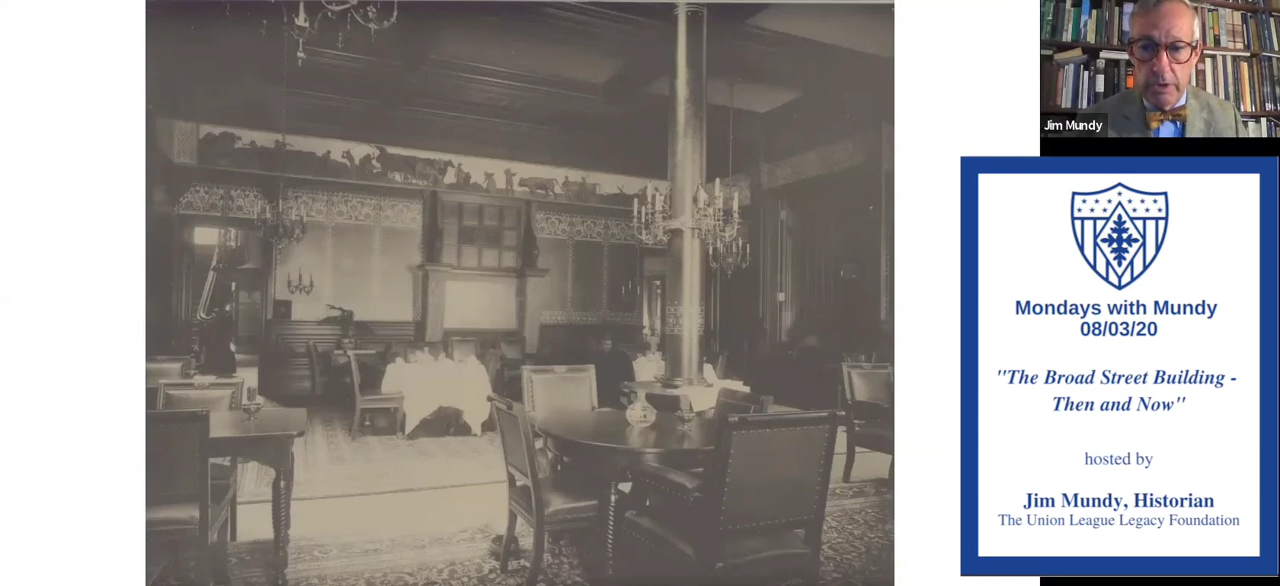 Jim Mundy
Mondays with Mundy
08/03/20
"The Broad Street Building -
Then and Now"
hosted by
Jim Mundy, Historian
The Union League Legacy Foundation